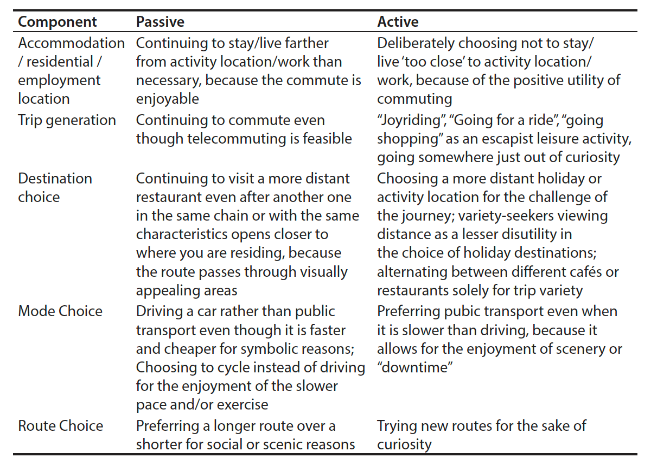 Component Passive Active
Accommodation Continuing to stay/live farther Deliberately choosing not to stay/
/ residential / from activity location/work than live ‘too close’ to activity location/
employment necessary, because the commute is work, because of the positive utility of
location enjoyable commuting
Trip generation Continuing to commute even “Joyriding”, “Going for a ride”, “going
though telecommuting is feasible shopping” as an escapist leisure activity,
going somewhere just out of curiosity
Destination Continuing to visit a more distant Choosing a more distant holiday or
choice restaurant even after another one activity location for the challenge of
in the same chain or with the same the journey; variety-seekers viewing
characteristics opens closer to distance as a lesser disutility in
where you are residing, because the choice of holiday destinations;
the route passes through visually alternating between different cafés or
appealing areas restaurants solely for trip variety
Mode Choice Driving a car rather than public Preferring pubic transport even when
transport even though it is faster it is slower than driving, because it
and cheaper for symbolic reasons; allows for the enjoyment of scenery or
Choosing to cycle instead of driving “downtime”
for the enjoyment of the slower
pace and/or exercise
Route Choice Preferring a longer route over a Trying new routes for the sake of
shorter for social or scenic reasons curiosity